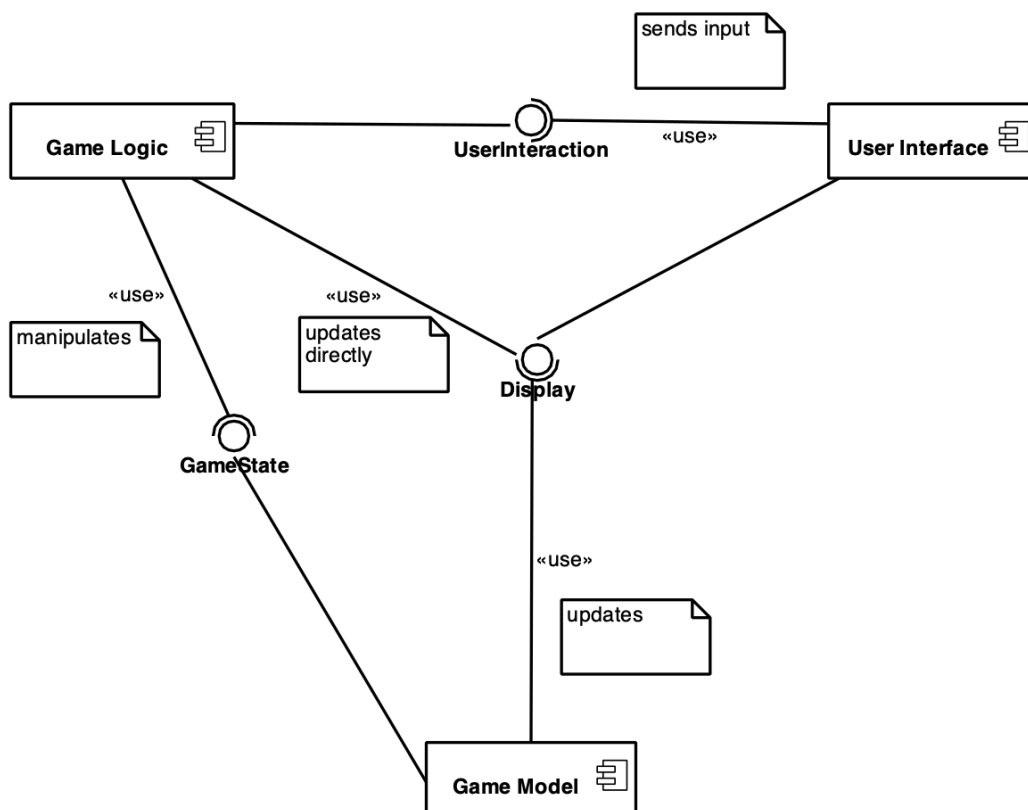 sends input
Game Logic
UserInteraction
«use»
User Interface
«use»
«use»
manipulates
updates
directly
Display
GameState
«use»
updates
Game Model